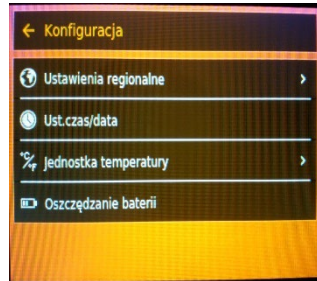 Konfiguracja
Ustawienia regionalne
Ust.czas/data
°C/°F Jednostka temperatury
Oszczędzanie baterii